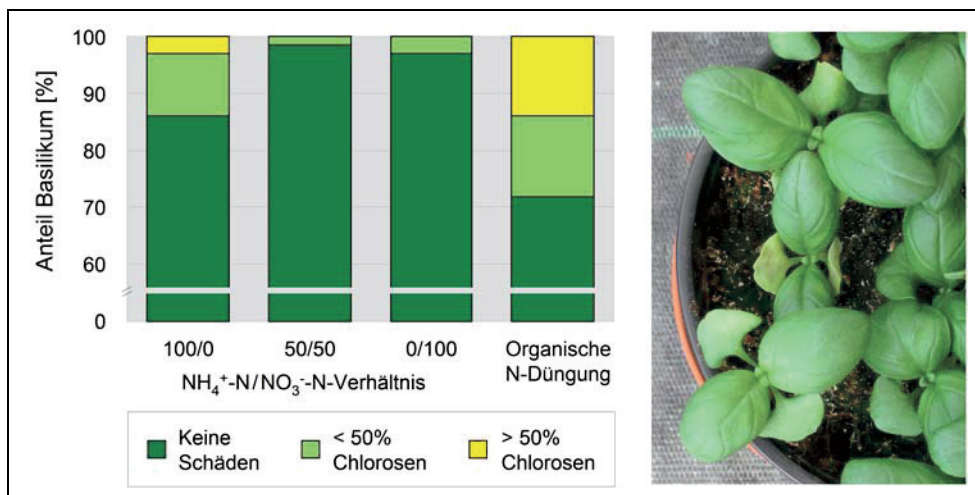 Anteil Basilikum [%]
100
90
80
70
60
0
100/0 50/50 0/100 Organische
N-Düngung
NH₄⁺-N/NO₃⁻-N-Verhältnis
Keine
Schäden
< 50%
Chlorosen
> 50%
Chlorosen